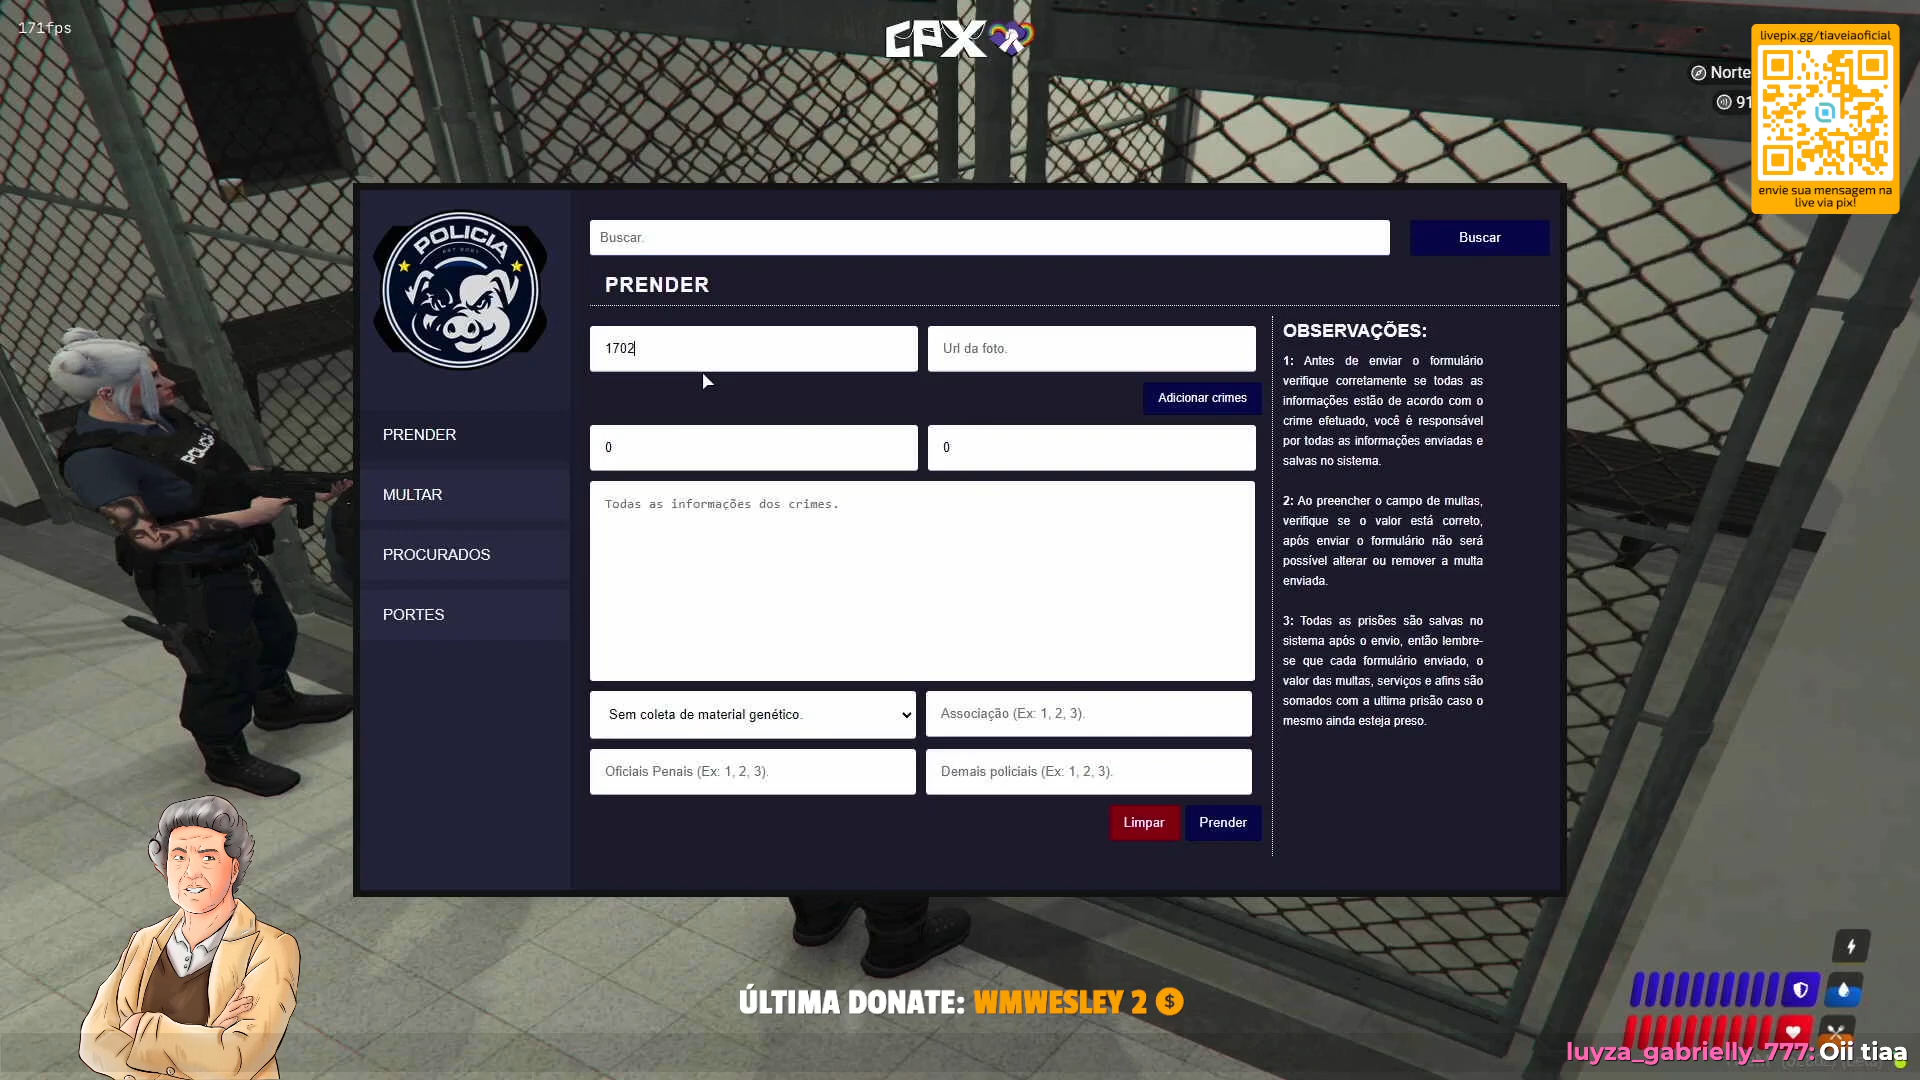 171fps
CPX
livepix.gg/tiaveiaoficial
Norte
91
envie sua mensagem na
live via pix!
POLICIA
Buscar.
Buscar
PRENDER
1702
Url da foto.
OBSERVAÇÕES:
1: Antes de enviar o formulário
verifique corretamente se todas as
informações estão de acordo com o
crime efetuado, você é responsável
por todas as informações enviadas e
salvas no sistema.
Adicionar crimes
0
0
PRENDER
MULTAR
PROCURADOS
PORTES
POLICIA
Todas as informações dos crimes.
2: Ao preencher o campo de multas,
verifique se o valor está correto,
após enviar o formulário não será
possível alterar ou remover a multa
enviada.
3: Todas as prisões são salvas no
sistema após o envio, então lembre-
se que cada formulário enviado, o
valor das multas, serviços e afins são
somados com a ultima prisão caso o
mesmo ainda esteja preso.
Sem coleta de material genético.
Associação (Ex: 1, 2, 3).
Oficiais Penais (Ex: 1, 2, 3).
Demais policiais (Ex: 1, 2, 3).
Limpar
Prender
ÚLTIMA DONATE: WMWESLEY 2
luyza_gabrielly_777: Oii tiaa